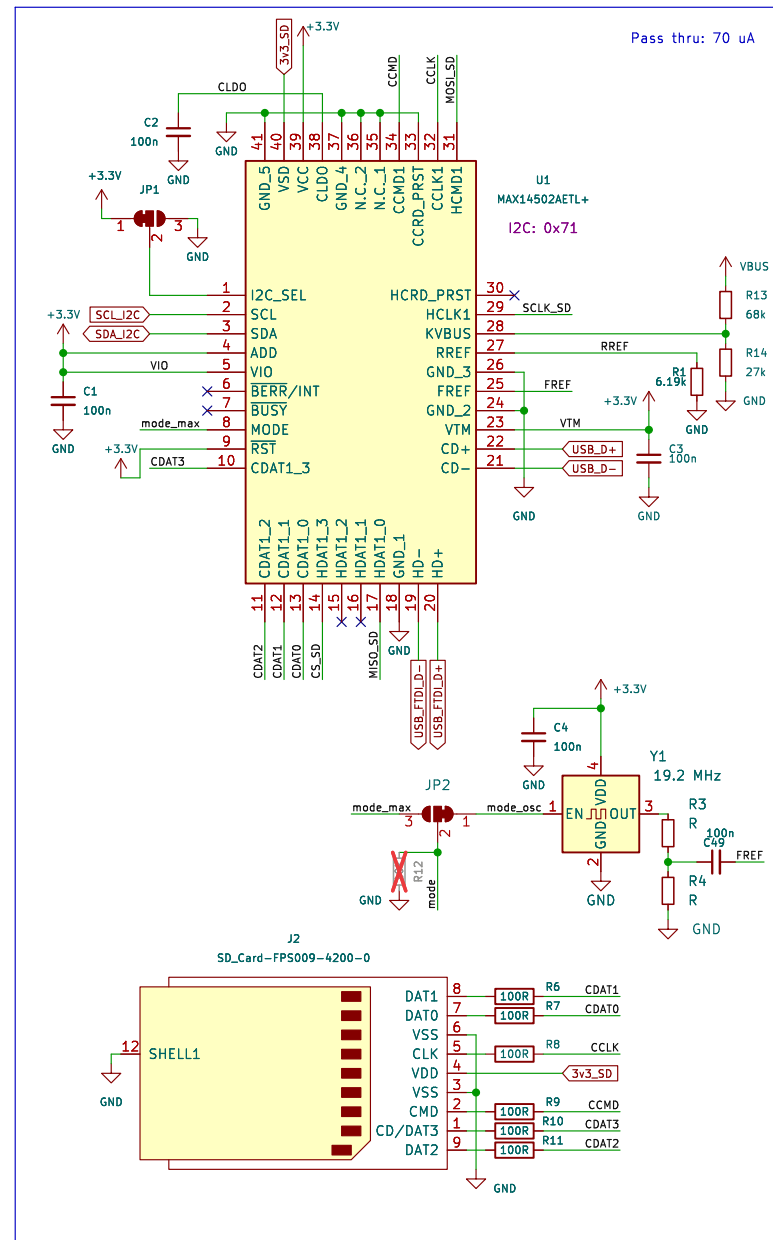 Pass thru: 70 uA
3v3_SD
+3.3V
CCMD
CCLK
MOSI_SD
CLDO
C2
100n
GND
GND
41 40 39 38 37 36 35 34 33 32 31
GND_5 VSD VCC CLDO GND_4 N.C._2 N.C._1 CCMD1 CCRD_PRST CCLK1 HCMD1
U1
MAX14502AETL+
I2C: 0x71
+3.3V
JP1
1 2 3
GND
1 I2C_SEL
SCL_I2C 2 SCL
SDA_I2C 3 SDA
+3.3V
4 ADD
VIO 5 VIO
6 BERR/INT
7 BUSY
mode_max 8 MODE
+3.3V 9 RST
CDAT3 10 CDAT1_3
C1
100n
GND
HCRD_PRST 30
HCLK1 29 SCLK_SD
KVBUS 28
RREF 27 RREF
GND_3 26
FREF 25 FREF
GND_2 24
VTM 23 VTM
CD+ 22 USB_D+
CD- 21 USB_D-
VBUS
R13
68k
R14
27k
GND
R1
6.19k
GND
+3.3V
C3
100n
GND
GND
CDAT1_2 CDAT1_1 CDAT1_0 HDAT1_3 HDAT1_2 HDAT1_1 HDAT1_0 GND_1 HD- HD+
11 12 13 14 15 16 17 18 19 20
CDAT2
CDAT1
CDAT0
CS_SD
MISO_SD
GND
USB_FTDI_D-
USB_FTDI_D+
+3.3V
C4
100n
GND
Y1
19.2 MHz
4
VDD
1 EN OUT 3
GND
2
GND
JP2
mode_max 3 2 1 mode_osc
R12
GND
mode
R3
R
100n
C49
FREF
R4
R
GND
J2
SD_Card-FPS009-4200-0
12 SHELL1
GND
DAT1 8 100R R6 CDAT1
DAT0 7 100R R7 CDAT0
VSS 6
CLK 5 100R R8 CCLK
VDD 4 3v3_SD
VSS 3
CMD 2 100R R9 CCMD
CD/DAT3 1 100R R10 CDAT3
DAT2 9 100R R11 CDAT2
GND